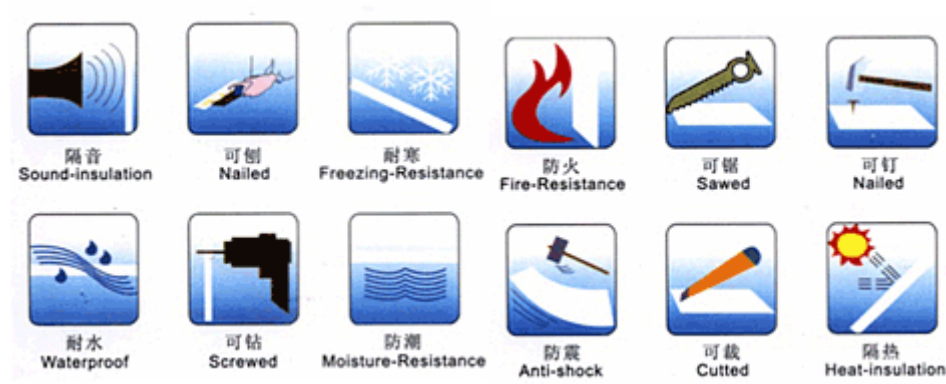 隔音
Sound-insulation
可刨
Nailed
耐寒
Freezing-Resistance
防火
Fire-Resistance
可锯
Sawed
可钉
Nailed
耐水
Waterproof
可钻
Screwed
防潮
Moisture-Resistance
防震
Anti-shock
可裁
Cutted
隔热
Heat-insulation